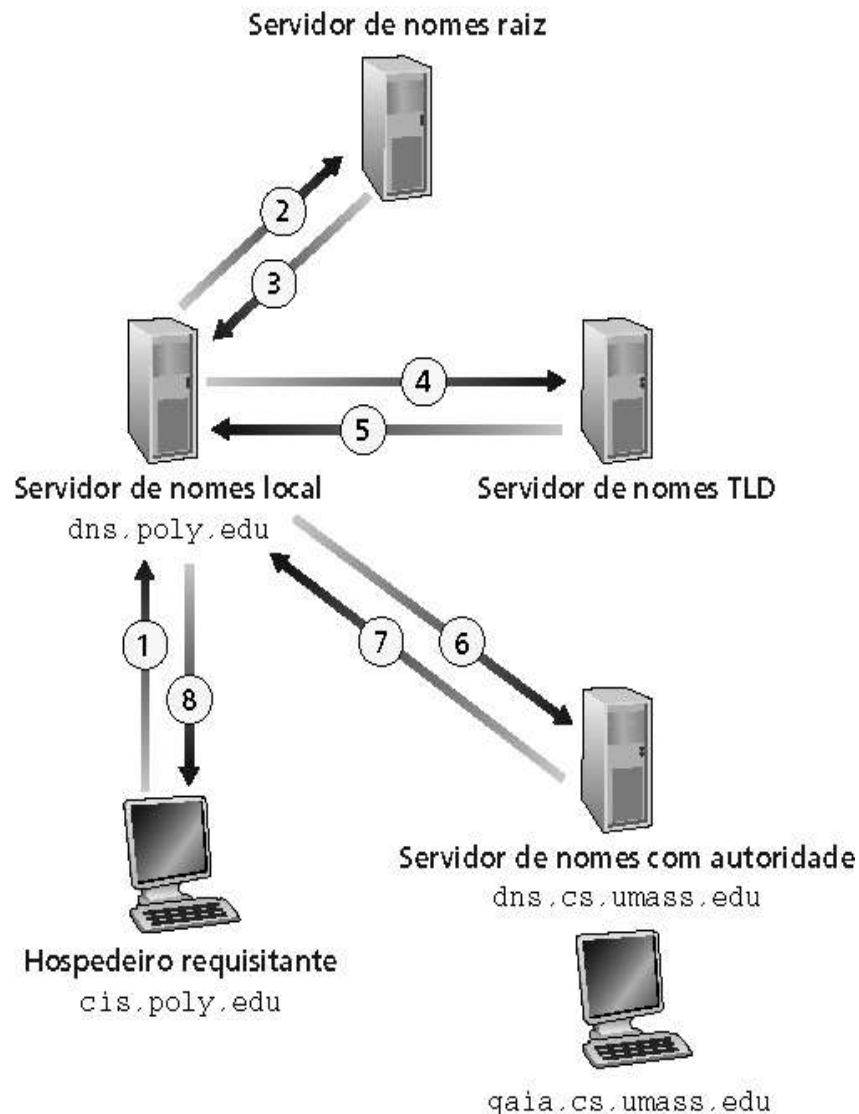 Servidor de nomes raiz
2
3
4
5
Servidor de nomes local
dns.poly.edu
Servidor de nomes TLD
1
8
7
6
Servidor de nomes com autoridade
dns.cs.umass.edu
Hospedeiro requisitante
cis.poly.edu
gaia.cs.umass.edu